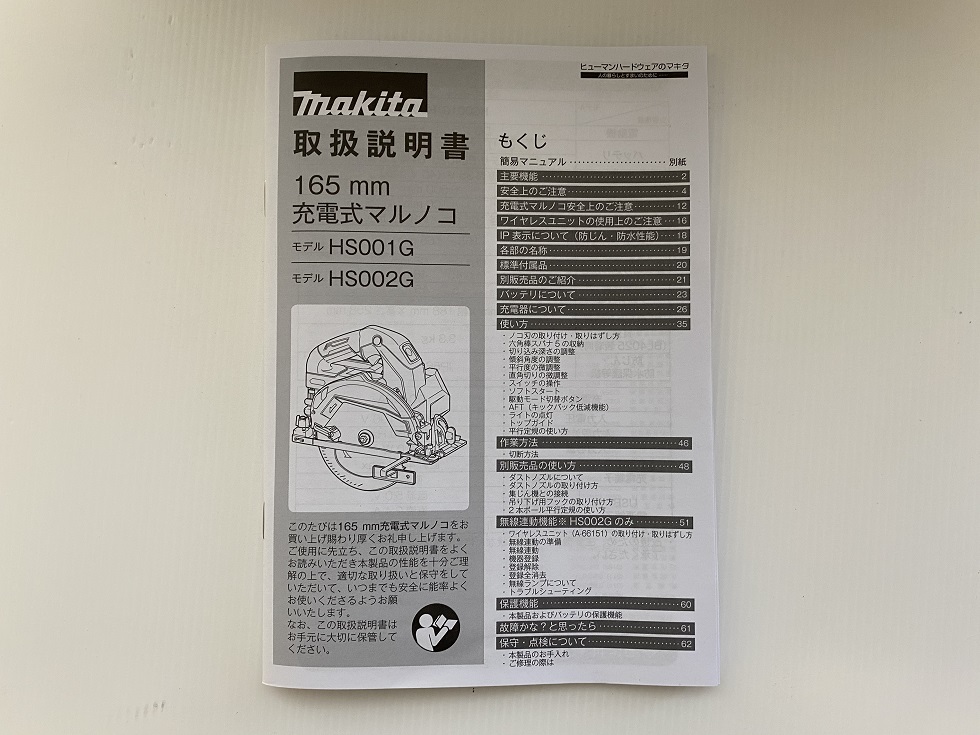 makita
取扱説明書
165 mm
充電式マルノコ
モデル HS001G
モデル HS002G
このたびは165 mm充電式マルノコをお
買い上げ賜わり厚くお礼申し上げます。
ご使用に先立ち、この取扱説明書をよく
お読みいただき本製品の性能を十分ご理
解の上で、適切な取り扱いと保守をして
いただいて、いつまでも安全に能率よく
お使いくださるようお願
いいたします。
なお、この取扱説明書は
お手元に大切に保管して
ください。
ヒューマンハードウェアのマキタ
人の暮らしとすまいのために
もくじ
簡易マニュアル 別紙
主要機能 2
安全上のご注意 4
充電式マルノコ安全上のご注意 12
ワイヤレスユニットの使用上のご注意 16
IP 表示について(防じん・防水性能) 18
各部の名称 19
標準付属品 20
別販売品のご紹介 21
バッテリについて 23
充電器について 26
使い方 35
・ノコ刃の取り付け・取りはずし方
・六角棒スパナ5の収納
・切り込み深さの調整
・傾斜角度の調整
・平行度の微調整
・直角切りの微調整
・スイッチの操作
・ソフトスタート
・駆動モード切替ボタン
・AFT(キックバック低減機能)
・ライトの点灯
・トップガイド
・平行定規の使い方
作業方法 46
・切断方法
別販売品の使い方 48
・ダストノズルについて
・ダストノズルの取り付け方
・集じん機との接続
・吊り下げ用フックの取り付け方
・2本ポール平行定規の使い方
無線連動機能※ HS002G のみ 51
・ワイヤレスユニット(A-66151)の取り付け・取りはずし方
・無線連動の準備
・無線連動
・機器登録
・登録解除
・登録全消去
・無線ランプについて
・トラブルシューティング
保護機能 60
・本製品およびバッテリの保護機能
故障かな?と思ったら 61
保守・点検について 62
・本製品のお手入れ
・ご修理の際は